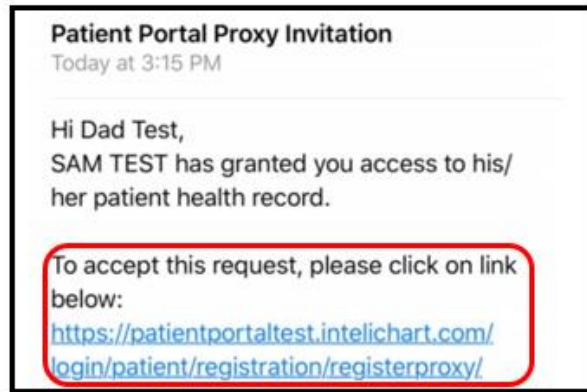 Patient Portal Proxy Invitation
Today at 3:15 PM
Hi Dad Test,
SAM TEST has granted you access to his/
her patient health record.
To accept this request, please click on link
below:
https://patientportaltest.intelichart.com/
login/patient/registration/registerproxy/